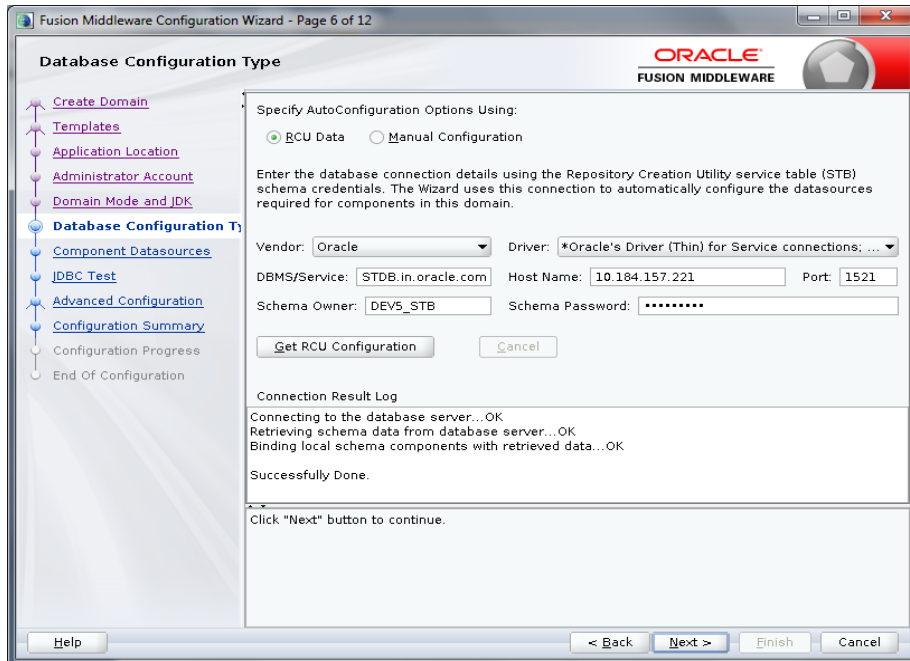 Fusion Middleware Configuration Wizard - Page 6 of 12
Database Configuration Type
ORACLE
FUSION MIDDLEWARE
Create Domain
Templates
Application Location
Administrator Account
Domain Mode and JDK
Database Configuration Ty
Component Datasources
JDBC Test
Advanced Configuration
Configuration Summary
Configuration Progress
End Of Configuration
Specify AutoConfiguration Options Using:
RCU Data Manual Configuration
Enter the database connection details using the Repository Creation Utility service table (STB)
schema credentials. The Wizard uses this connection to automatically configure the datasources
required for components in this domain.
Vendor: Oracle Driver: *Oracle's Driver (Thin) for Service connections; ...
DBMS/Service: STDB.in.oracle.com Host Name: 10.184.157.221 Port: 1521
Schema Owner: DEV5_STB Schema Password: •••••••••
Get RCU Configuration Cancel
Connection Result Log
Connecting to the database server...OK
Retrieving schema data from database server...OK
Binding local schema components with retrieved data...OK
Successfully Done.
Click "Next" button to continue.
Help < Back Next > Finish Cancel